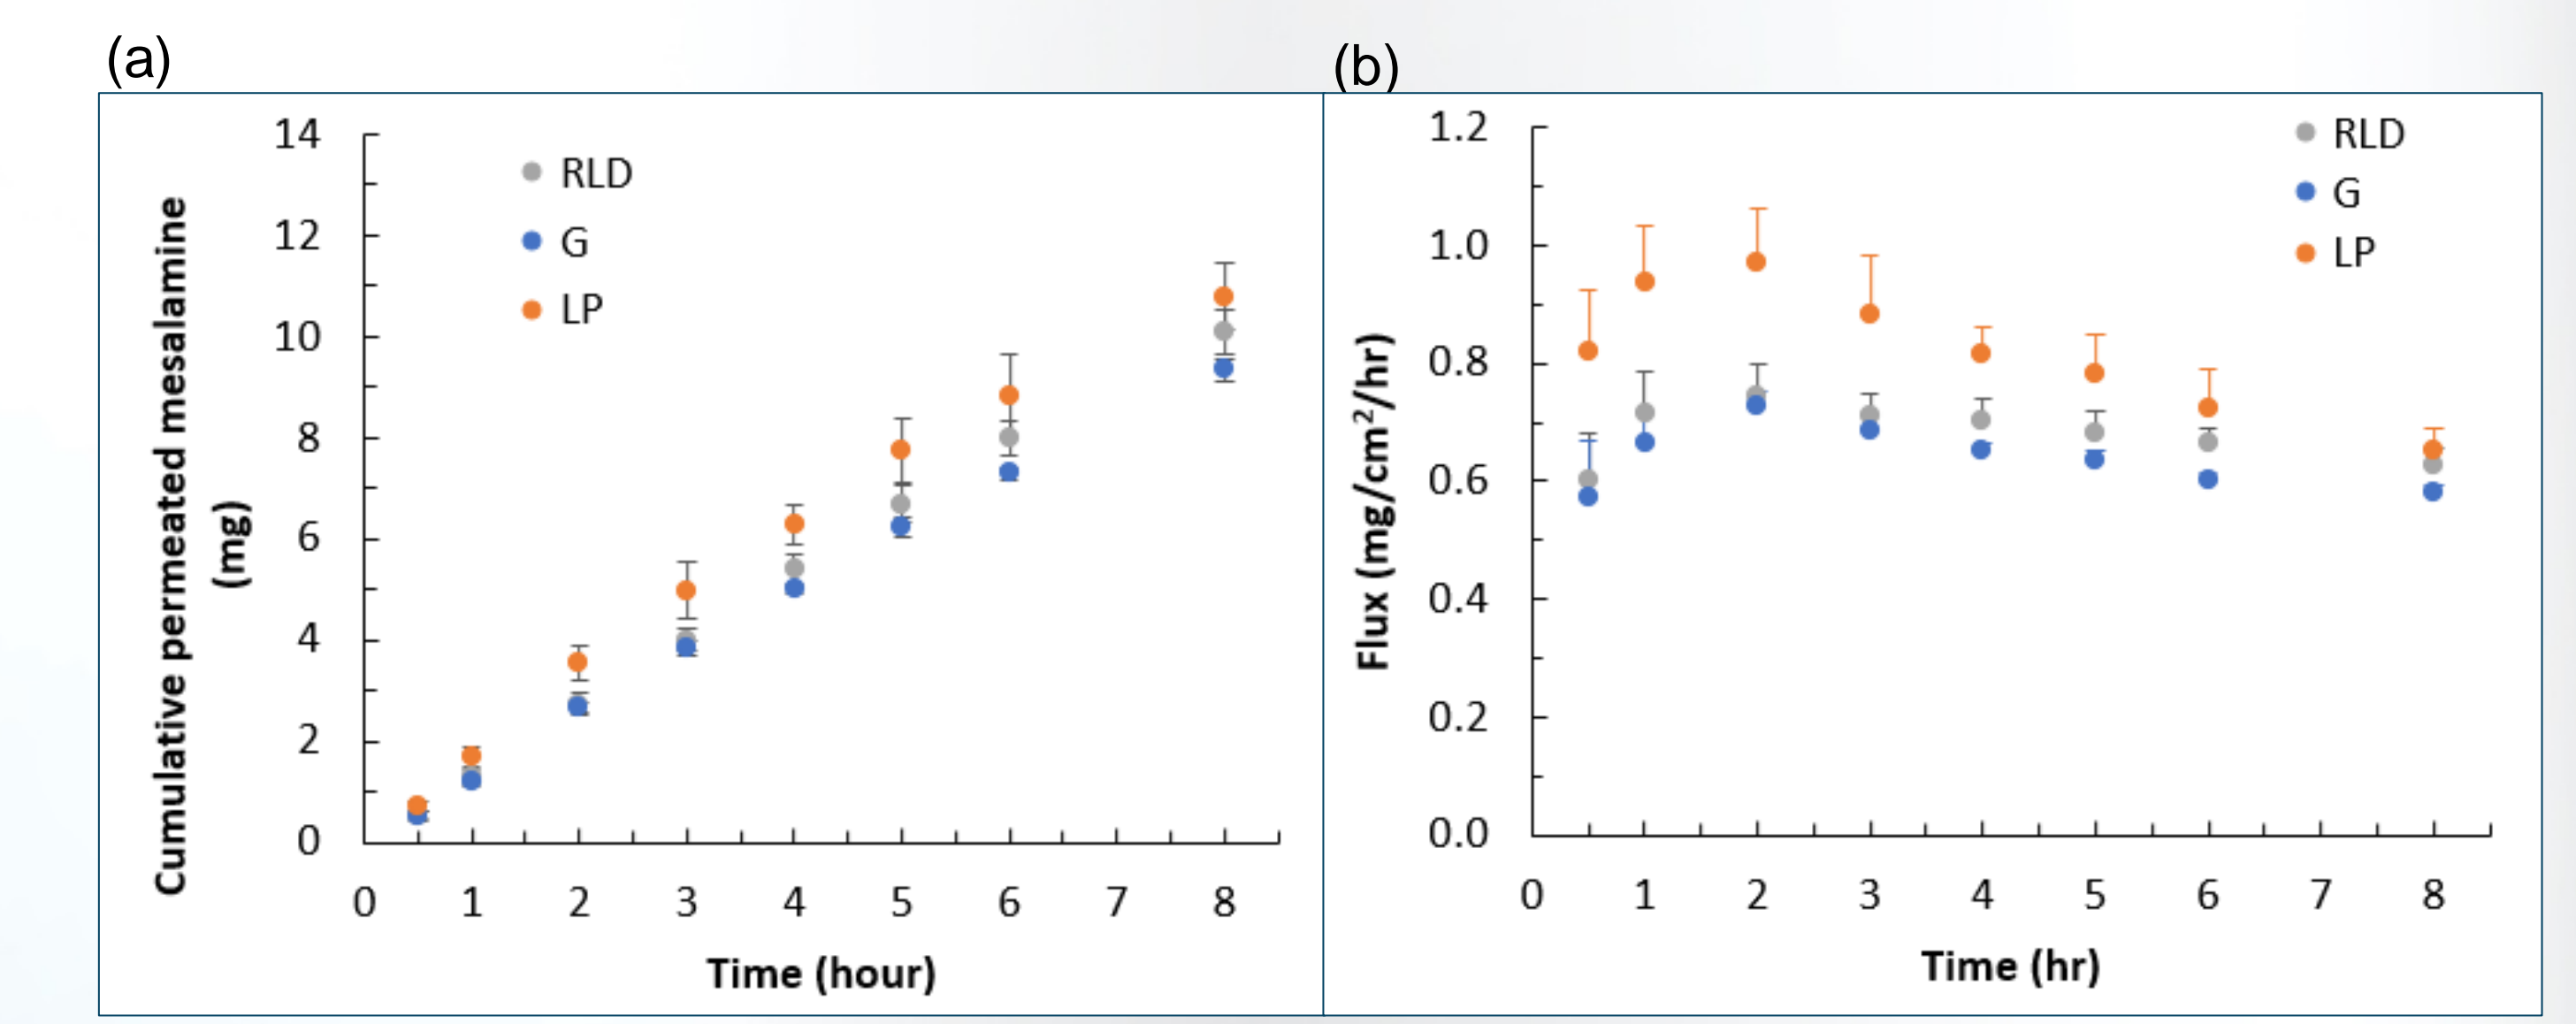 (a)
14
12
10
8
6
4
2
0
RLD
G
LP
Cumulative permeated mesalamine
(mg)
0 1 2 3 4 5 6 7 8
Time (hour)
(b)
1.2
1.0
0.8
0.6
0.4
0.2
0.0
RLD
G
LP
Flux (mg/cm²/hr)
0 1 2 3 4 5 6 7 8
Time (hr)